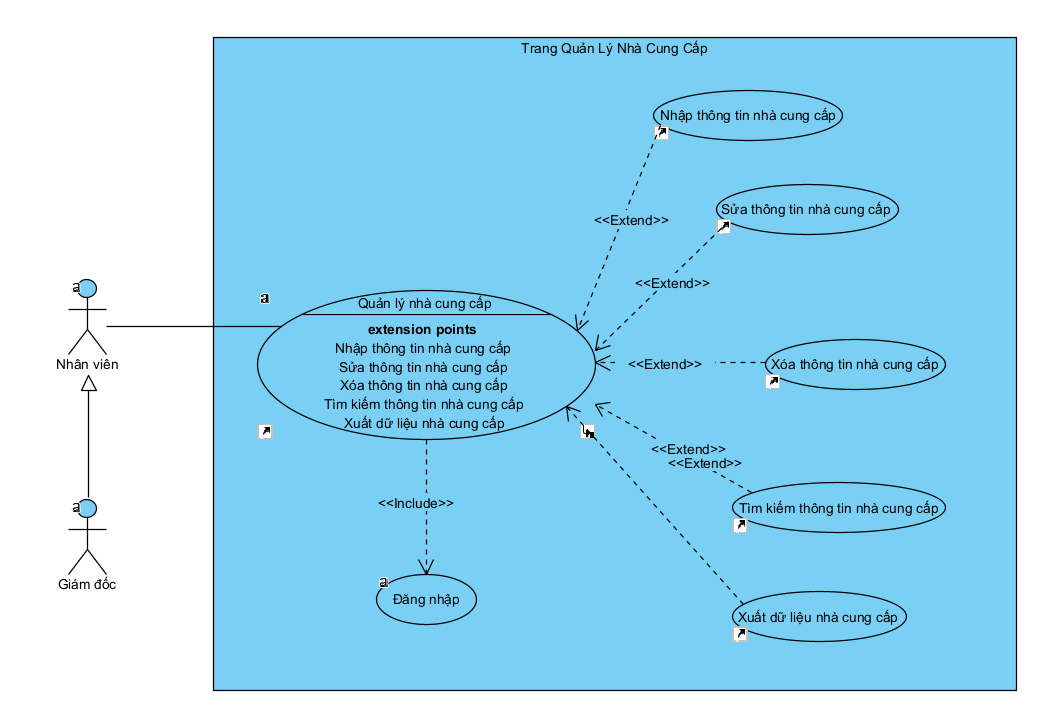 Trang Quản Lý Nhà Cung Cấp
Nhập thông tin nhà cung cấp
Sửa thông tin nhà cung cấp
<<Extend>>
<<Extend>>
a
Nhân viên
a
Quản lý nhà cung cấp
extension points
Nhập thông tin nhà cung cấp
Sửa thông tin nhà cung cấp
Xóa thông tin nhà cung cấp
Tìm kiếm thông tin nhà cung cấp
Xuất dữ liệu nhà cung cấp
<<Extend>>
Xóa thông tin nhà cung cấp
<<Extend>>
<<Extend>>
Tìm kiếm thông tin nhà cung cấp
<<Include>>
a
Giám đốc
a
Đăng nhập
Xuất dữ liệu nhà cung cấp